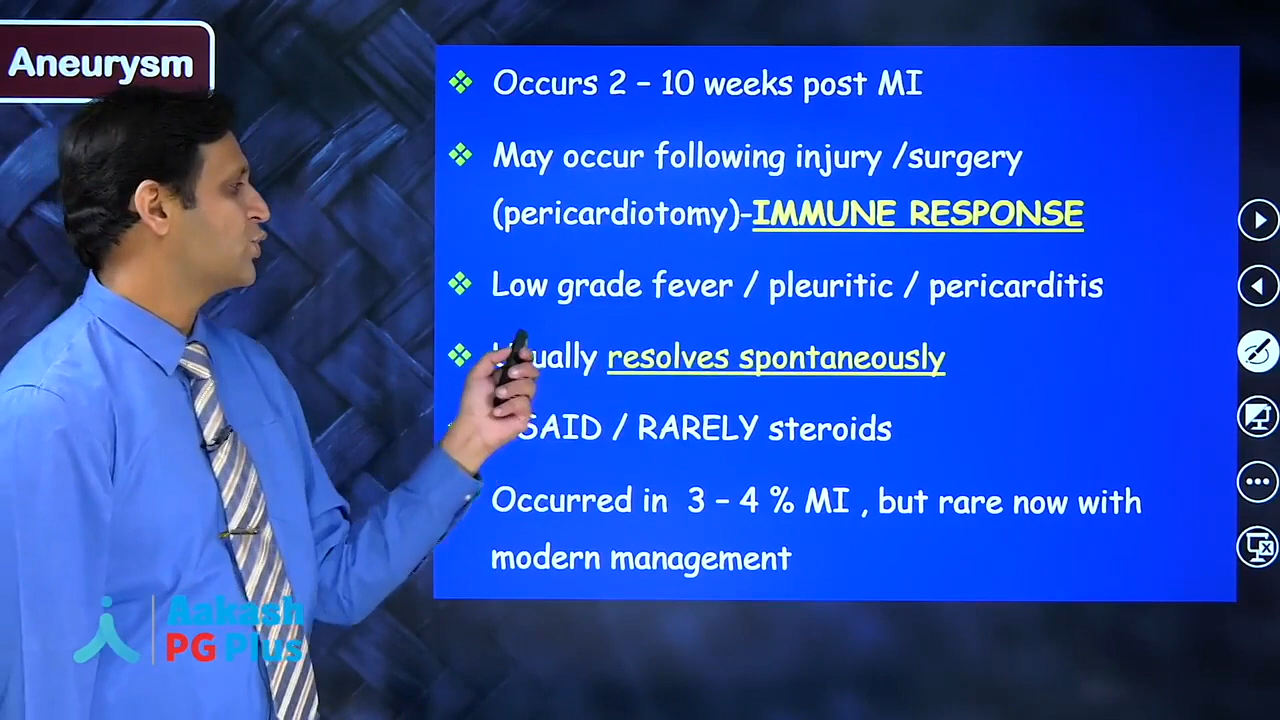 Aneurysm
Occurs 2 – 10 weeks post MI
May occur following injury /surgery
(pericardiotomy)-IMMUNE RESPONSE
Low grade fever / pleuritic / pericarditis
resolves spontaneously
/ RARELY steroids
Occurred in 3 – 4 % MI , but rare now with
modern management
Aakash
PG Plus